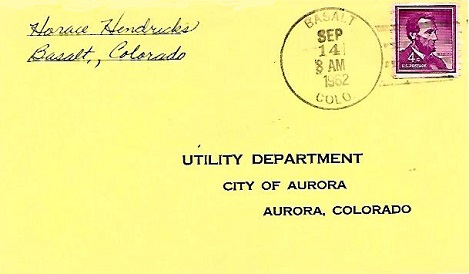 Horace Hendricks
Basalt,, Colorado
BASALT
SEP
14
8 AM
1962
COLO.
4¢
U.S. POSTAGE
UTILITY DEPARTMENT
CITY OF AURORA
AURORA, COLORADO